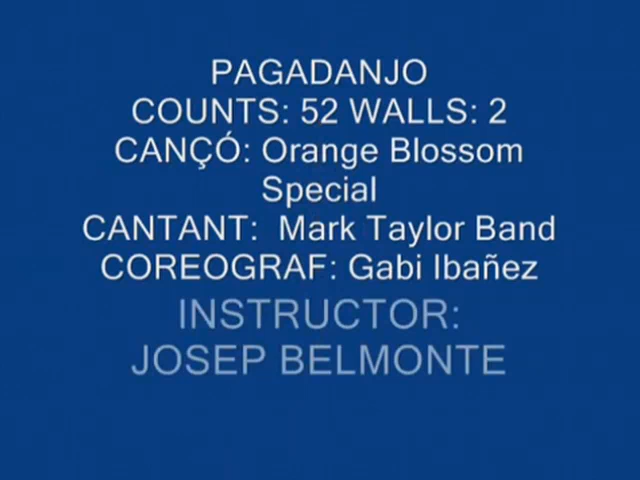 PAGADANJO
COUNTS: 52 WALLS: 2
CANÇÓ: Orange Blossom
Special
CANTANT: Mark Taylor Band
COREOGRAF: Gabi Ibañez
INSTRUCTOR:
JOSEP BELMONTE